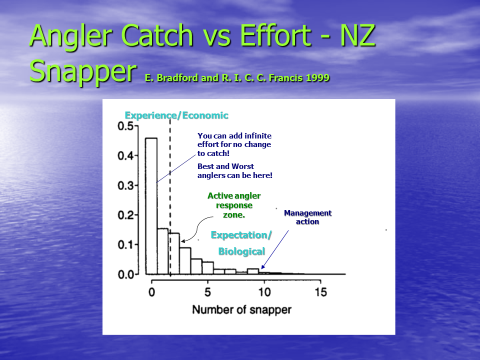 Angler Catch vs Effort - NZ
Snapper E. Bradford and R. I. C. C. Francis 1999
Experience/Economic
0.5
0.4
0.3
0.2
0.1
0.0
You can add infinite
effort for no change
to catch!
Best and Worst
anglers can be here!
Active angler
response
zone.
Management
action
Expectation/
Biological
0
5
10
15
Number of snapper